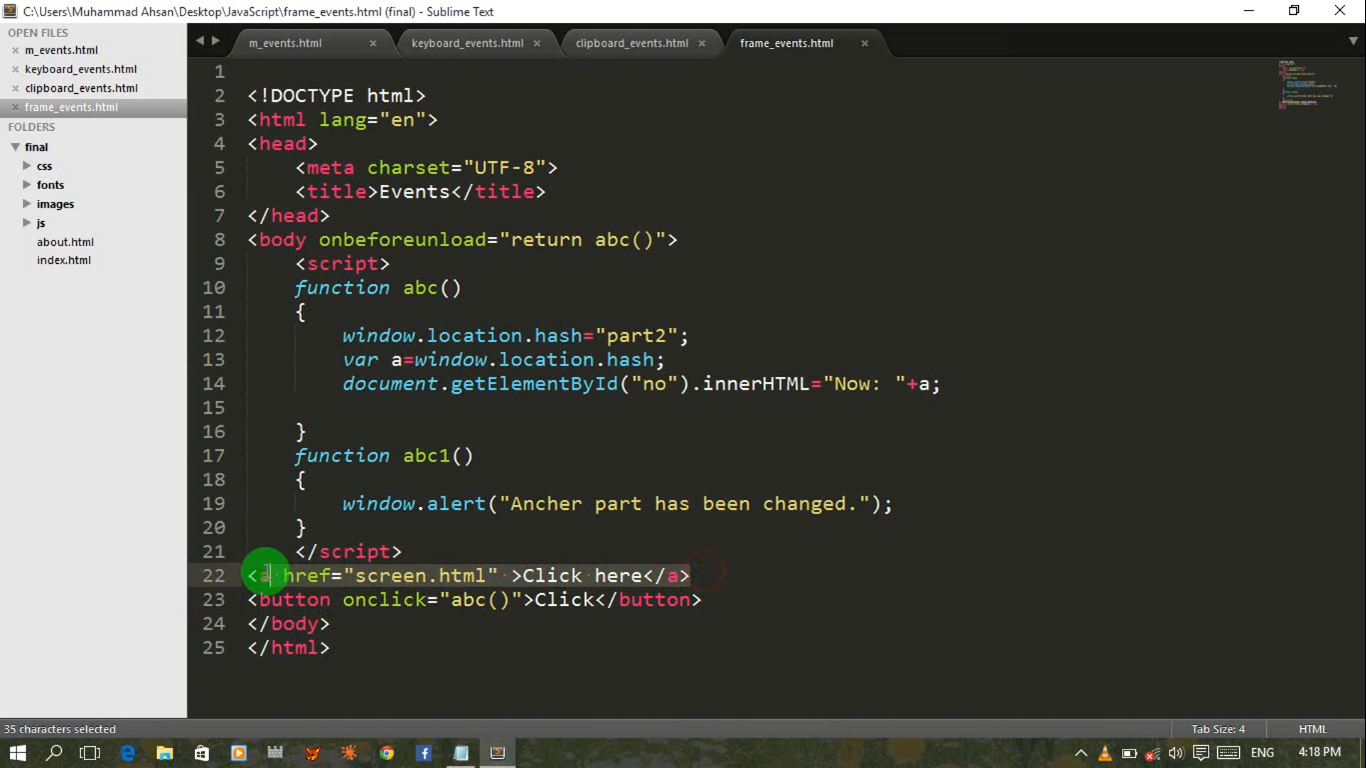 C:\Users\Muhammad Ahsan\Desktop\JavaScript\frame_events.html (final) - Sublime Text
OPEN FILES
m_events.html
keyboard_events.html
clipboard_events.html
frame_events.html
FOLDERS
final
css
fonts
images
js
about.html
index.html
m_events.html
keyboard_events.html
clipboard_events.html
frame_events.html
1
2 <!DOCTYPE html>
3 <html lang="en">
4 <head>
5     <meta charset="UTF-8">
6     <title>Events</title>
7 </head>
8 <body onbeforeunload="return abc()">
9     <script>
10     function abc()
11     {
12         window.location.hash="part2";
13         var a=window.location.hash;
14         document.getElementById("no").innerHTML="Now: "+a;
15
16     }
17     function abc1()
18     {
19         window.alert("Ancher part has been changed.");
20     }
21     </script>
22 <a href="screen.html" >Click here</a>
23 <button onclick="abc()">Click</button>
24 </body>
25 </html>
35 characters selected
Tab Size: 4
HTML
ENG
4:18 PM